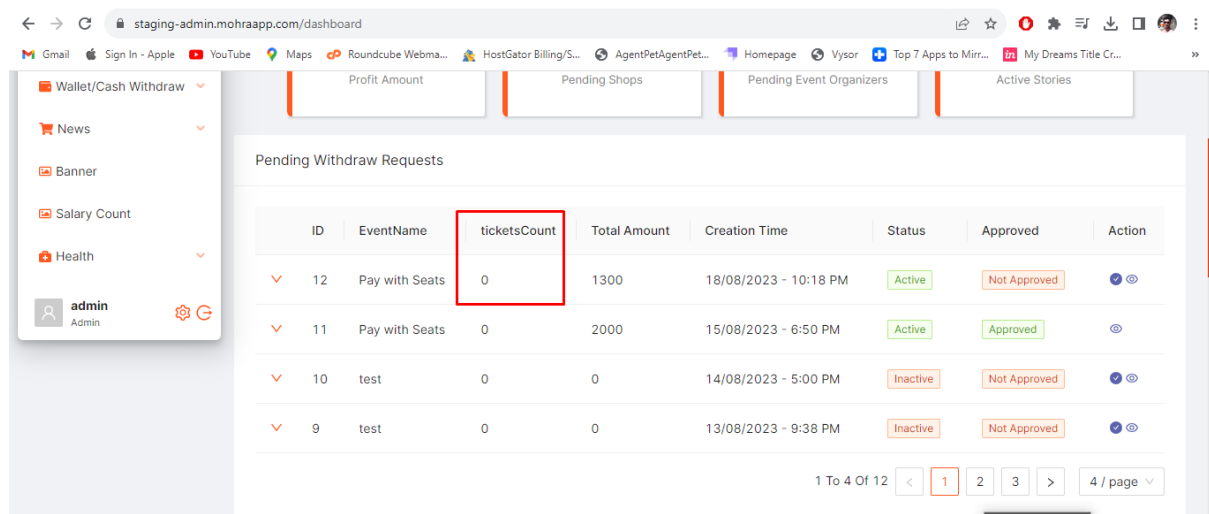 staging-admin.mohraapp.com/dashboard
Gmail Sign In - Apple YouTube Maps Roundcube Webma... HostGator Billing/S... AgentPetAgentPet... Homepage Vysor Top 7 Apps to Mirr... in My Dreams Title Cr... »
Wallet/Cash Withdraw
News
Banner
Salary Count
Health
admin
Admin
Profit Amount Pending Shops Pending Event Organizers Active Stories
Pending Withdraw Requests
ID EventName ticketsCount Total Amount Creation Time Status Approved Action
12 Pay with Seats 0 1300 18/08/2023 - 10:18 PM Active Not Approved
11 Pay with Seats 0 2000 15/08/2023 - 6:50 PM Active Approved
10 test 0 0 14/08/2023 - 5:00 PM Inactive Not Approved
9 test 0 0 13/08/2023 - 9:38 PM Inactive Not Approved
1 To 4 Of 12 < 1 2 3 > 4 / page